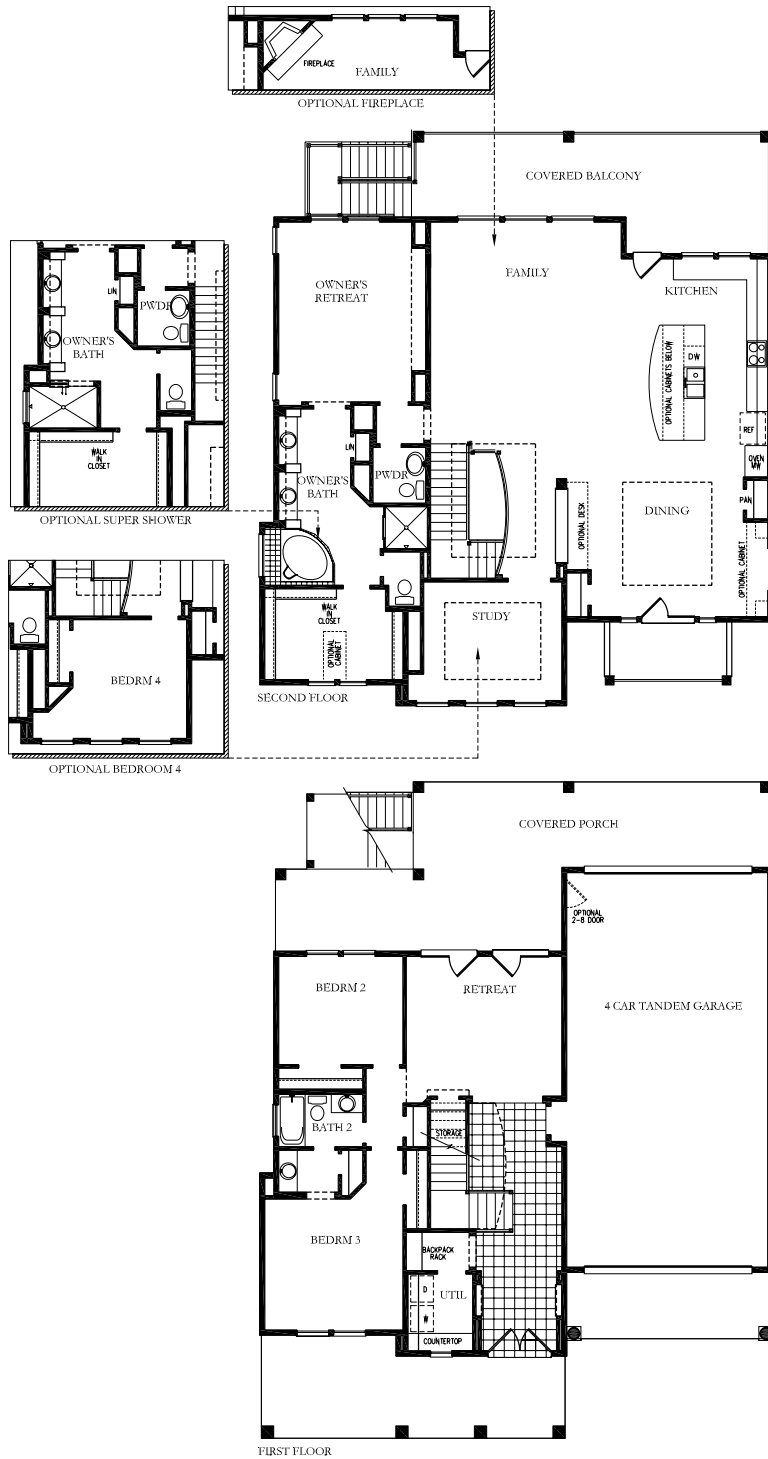 FIREPLACE
FAMILY
OPTIONAL FIREPLACE
COVERED BALCONY
OWNER'S
RETREAT
FAMILY
KITCHEN
OPTIONAL CABINETS BELOW
DW
REF
OVEN
MW
PAN
DINING
OPTIONAL DESK
OPTIONAL CABINET
LIN
PWDR
OWNER'S
BATH
WALK
IN
CLOSET
OPTIONAL SUPER SHOWER
LIN
PWDR
OWNER'S
BATH
WALK
IN
CLOSET
OPTIONAL
CABINET
STUDY
SECOND FLOOR
BEDRM 4
OPTIONAL BEDROOM 4
COVERED PORCH
OPTIONAL
2-8 DOOR
BEDRM 2
RETREAT
4 CAR TANDEM GARAGE
BATH 2
STORAGE
BEDRM 3
BACKPACK
RACK
D
UTIL
W
COUNTERTOP
FIRST FLOOR